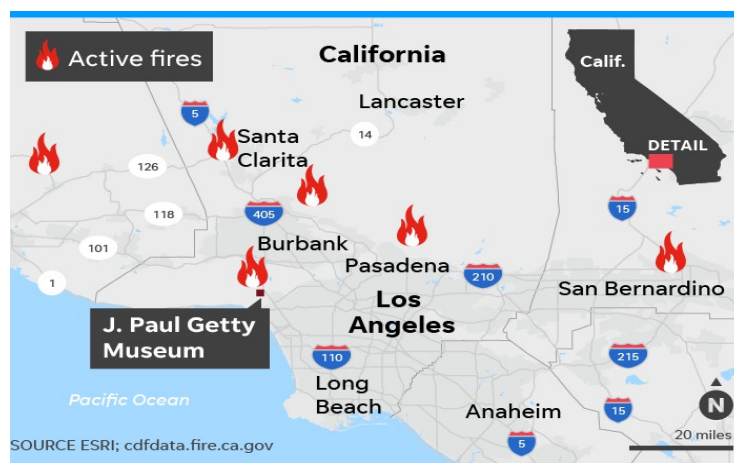 Active fires
California
Calif.
Lancaster
5
Santa
Clarita
14
DETAIL
126
15
118
405
101
Burbank
Pasadena
210
1
San Bernardino
Los
Angeles
J. Paul Getty
Museum
110
215
Long
Beach
Pacific Ocean
Anaheim
15
N
5
20 miles
SOURCE ESRI; cdfdata.fire.ca.gov